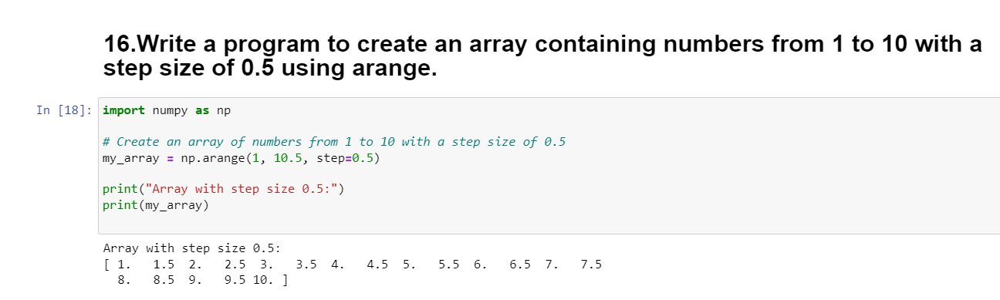 16.Write a program to create an array containing numbers from 1 to 10 with a
step size of 0.5 using arange.
In [18]: import numpy as np
# Create an array of numbers from 1 to 10 with a step size of 0.5
my_array = np.arange(1, 10.5, step=0.5)
print("Array with step size 0.5:")
print(my_array)
Array with step size 0.5:
[ 1.   1.5  2.   2.5  3.   3.5  4.   4.5  5.   5.5  6.   6.5  7.   7.5
  8.   8.5  9.   9.5 10. ]